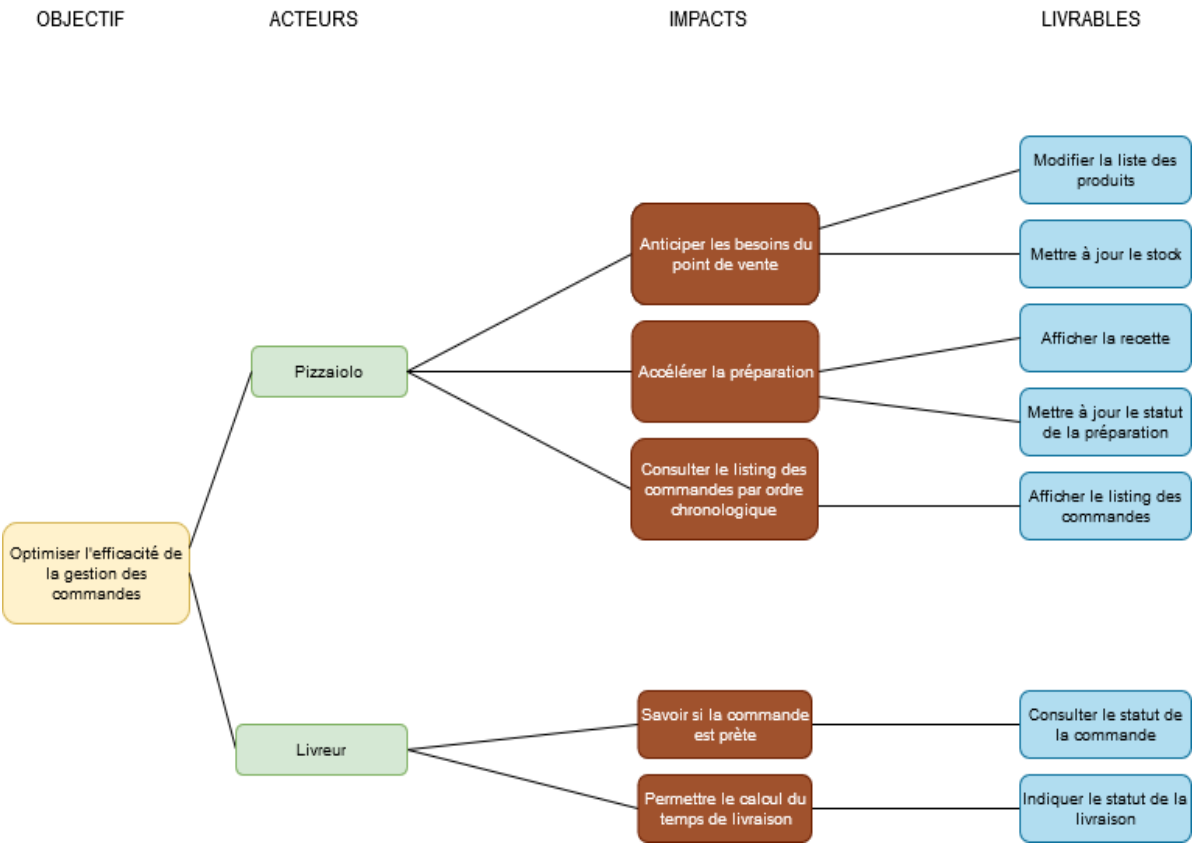 OBJECTIF
ACTEURS
IMPACTS
LIVRABLES
Modifier la liste des
produits
Anticiper les besoins du
point de vente
Mettre à jour le stock
Afficher la recette
Pizzaiolo
Accélérer la préparation
Mettre à jour le statut
de la préparation
Consulter le listing des
commandes par ordre
chronologique
Afficher le listing des
commandes
Optimiser l'efficacité de
la gestion des
commandes
Savoir si la commande
est prète
Consulter le statut de
la commande
Livreur
Permettre le calcul du
temps de livraison
Indiquer le statut de la
livraison